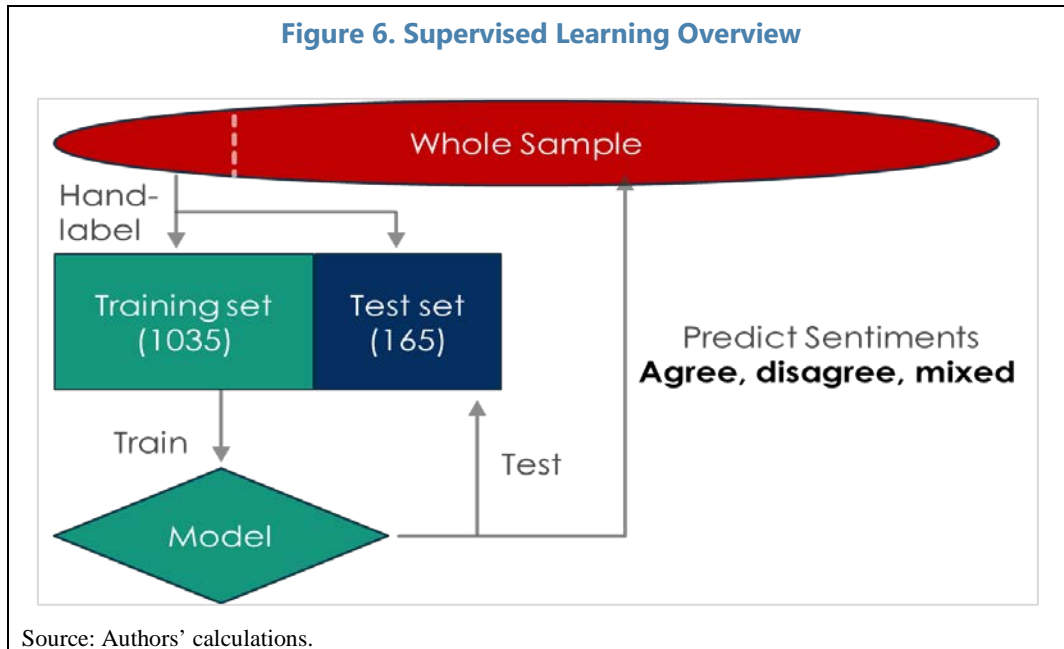 Figure 6. Supervised Learning Overview
Whole Sample
Hand-
label
Training set
(1035)
Test set
(165)
Predict Sentiments
Agree, disagree, mixed
Train
Test
Model
Source: Authors’ calculations.